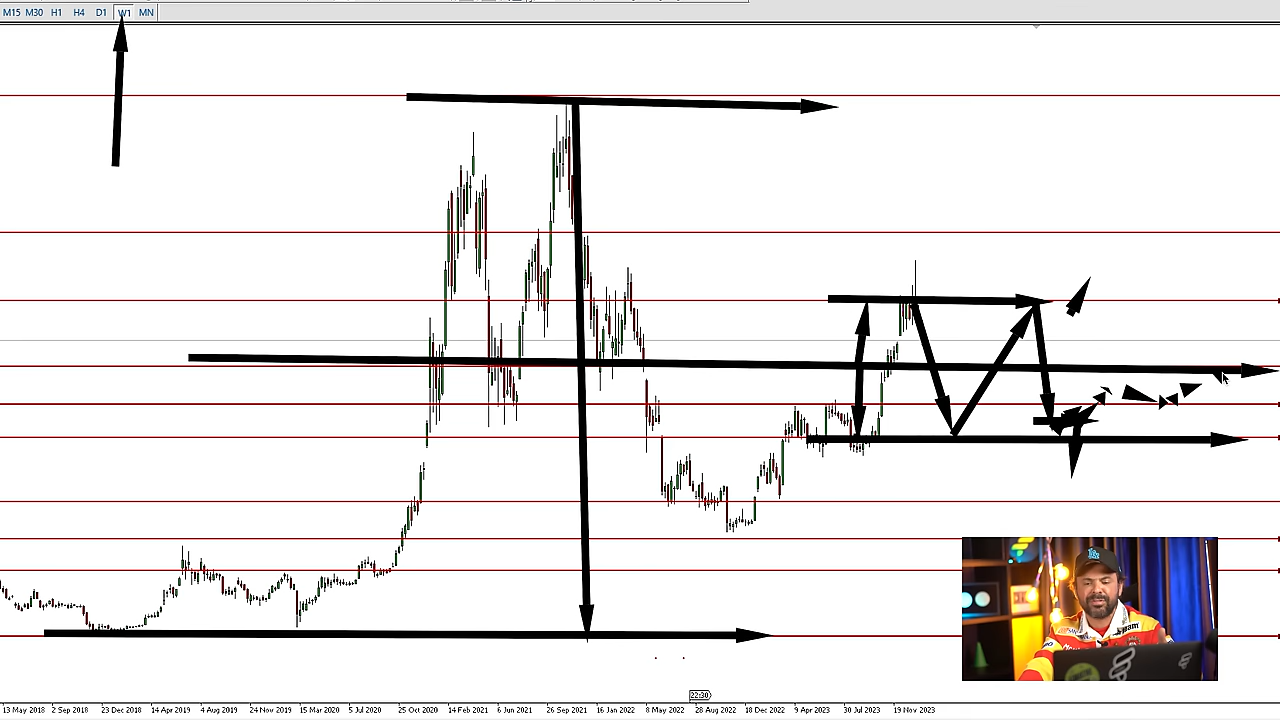 M15 M30 H1 H4 D1 W1 MN
22:30
13 May 2018 2 Sep 2018 23 Dec 2018 14 Apr 2019 4 Aug 2019 24 Nov 2019 15 Mar 2020 5 Jul 2020 25 Oct 2020 14 Feb 2021 6 Jun 2021 26 Sep 2021 16 Jan 2022 8 May 2022 28 Aug 2022 18 Dec 2022 9 Apr 2023 30 Jul 2023 19 Nov 2023